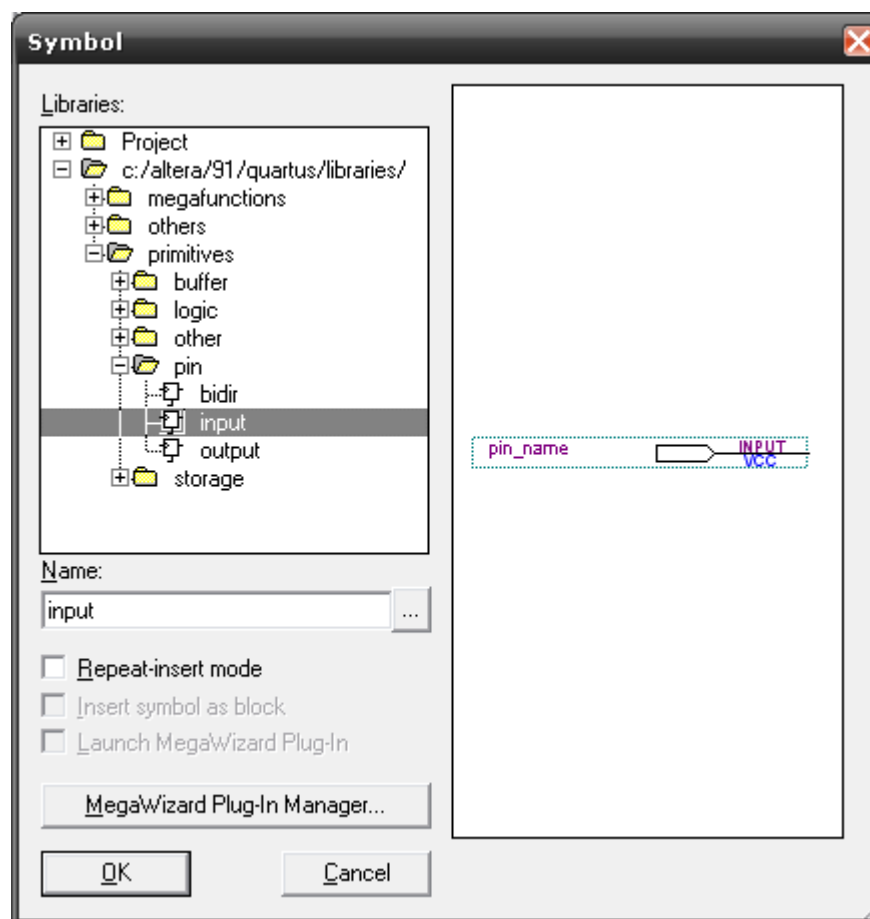 Symbol
Libraries:
Project
c:/altera/91/quartus/libraries/
megafunctions
others
primitives
buffer
logic
other
pin
bidir
input
output
storage
Name:
input
...
Repeat-insert mode
Insert symbol as block
Launch MegaWizard Plug-In
MegaWizard Plug-In Manager...
OK
Cancel
pin_name
INPUT
VCC